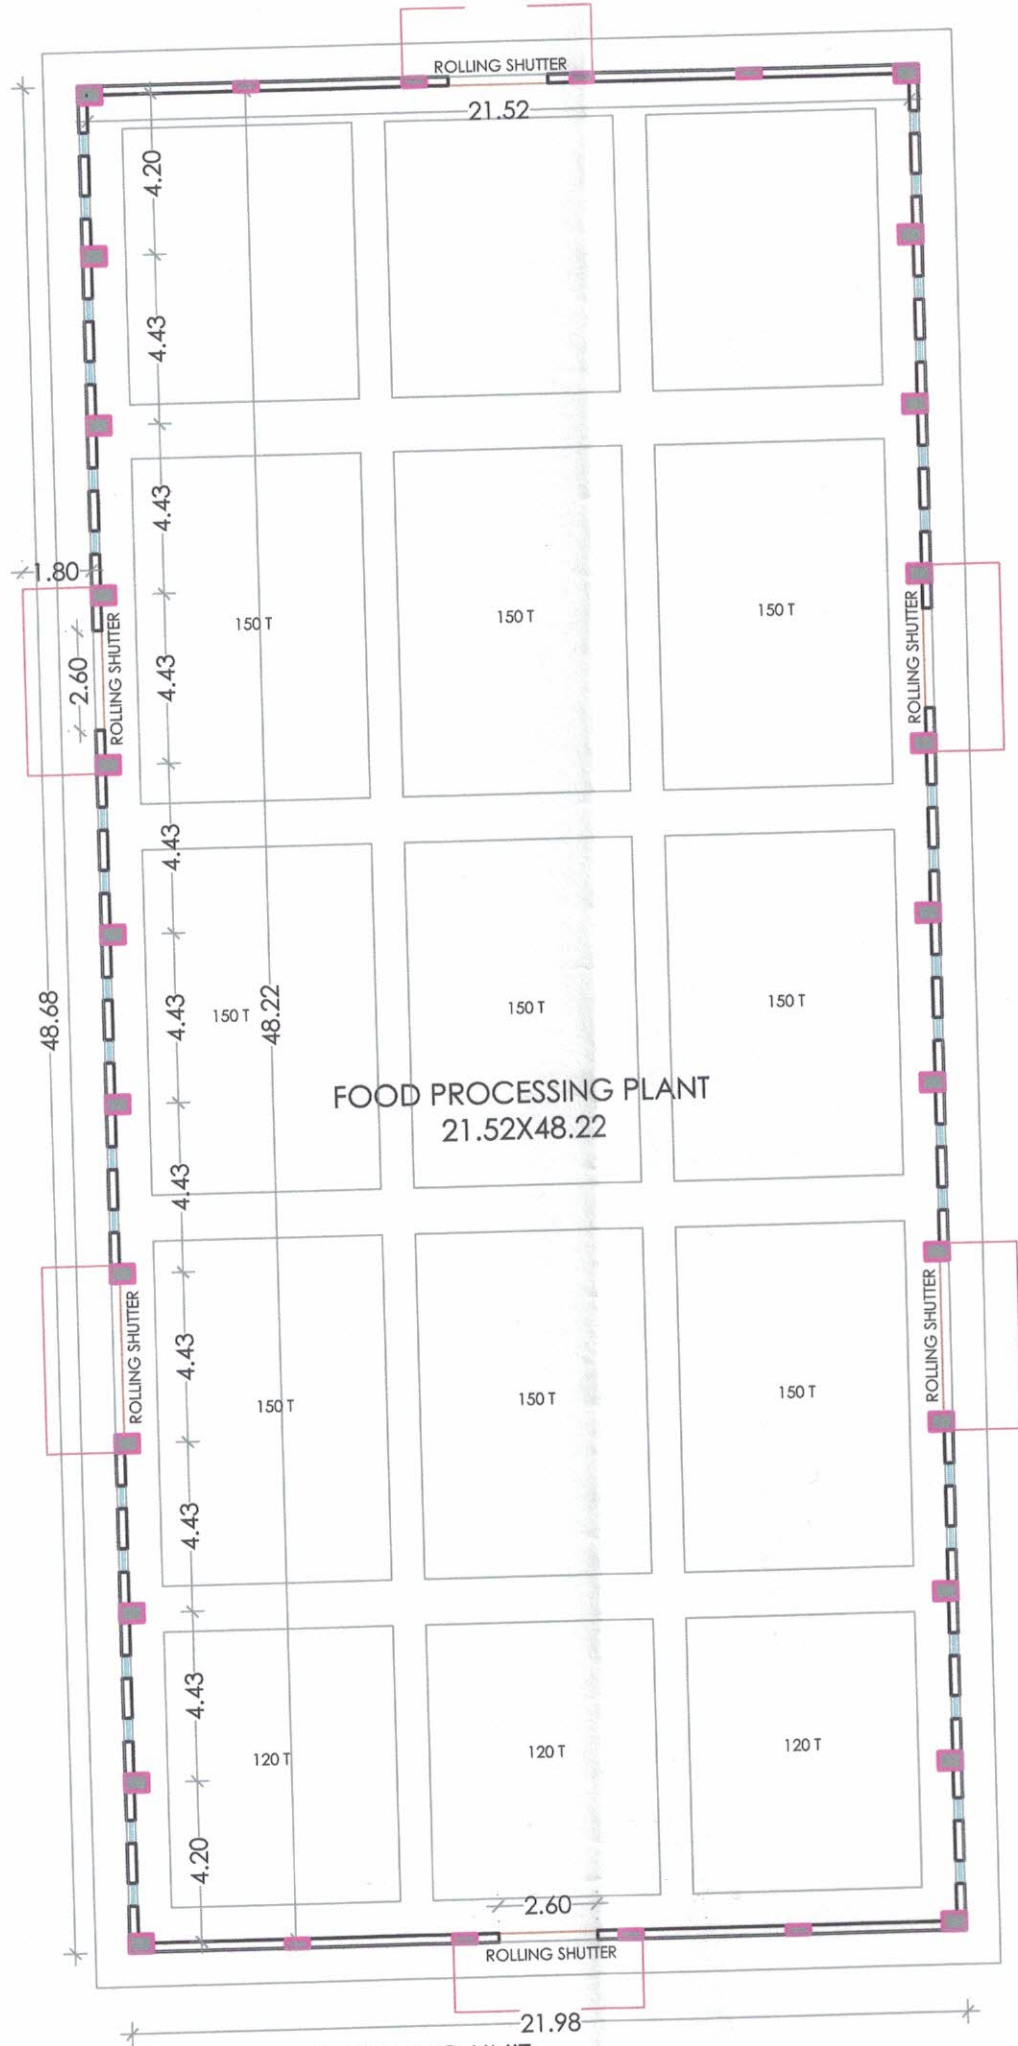 ROLLING SHUTTER
21.52
4.20
4.43
4.43
1.80
150 T
150 T
150 T
2.60
ROLLING SHUTTER
4.43
ROLLING SHUTTER
4.43
48.68
4.43
48.22
150 T
150 T
150 T
FOOD PROCESSING PLANT
21.52X48.22
4.43
ROLLING SHUTTER
4.43
ROLLING SHUTTER
150 T
150 T
150 T
4.43
4.43
120 T
120 T
120 T
4.20
2.60
ROLLING SHUTTER
21.98